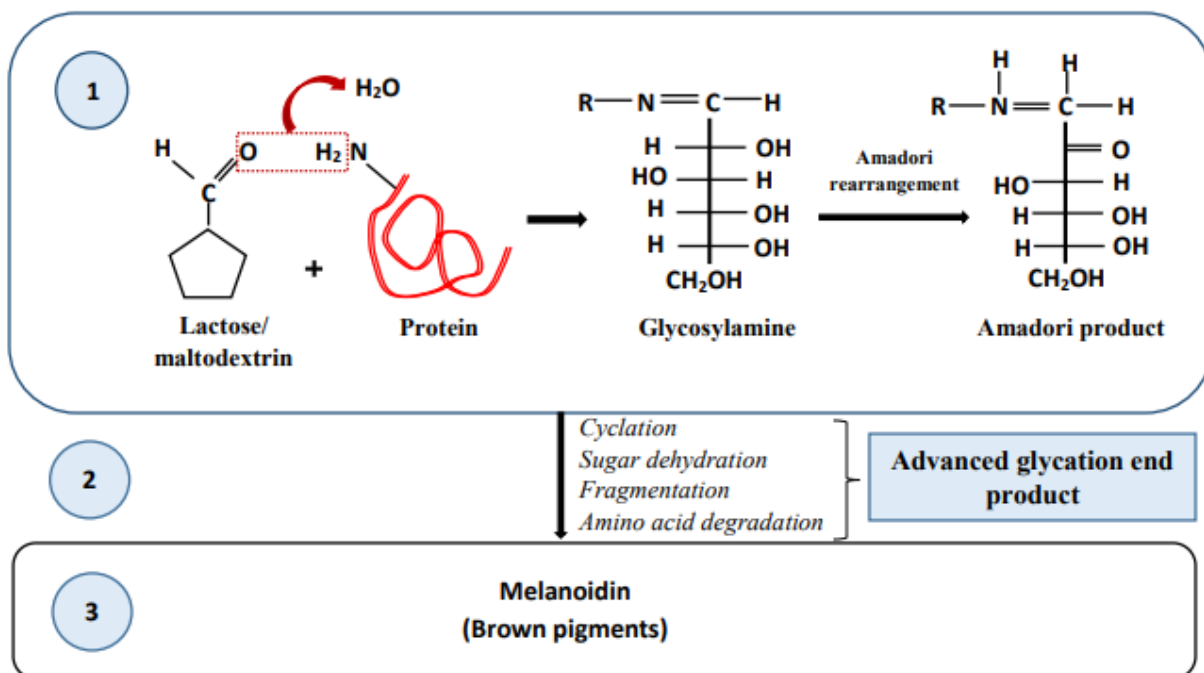 1
H₂O
H
O
H₂ N
C
+
Lactose/
maltodextrin
Protein
R N C H
H OH
HO H
H OH
H OH
CH₂OH
Glycosylamine
Amadori
rearrangement
H H
R N C H
O
HO H
H OH
H OH
CH₂OH
Amadori product
2
Cyclation
Sugar dehydration
Fragmentation
Amino acid degradation
Advanced glycation end
product
3
Melanoidin
(Brown pigments)